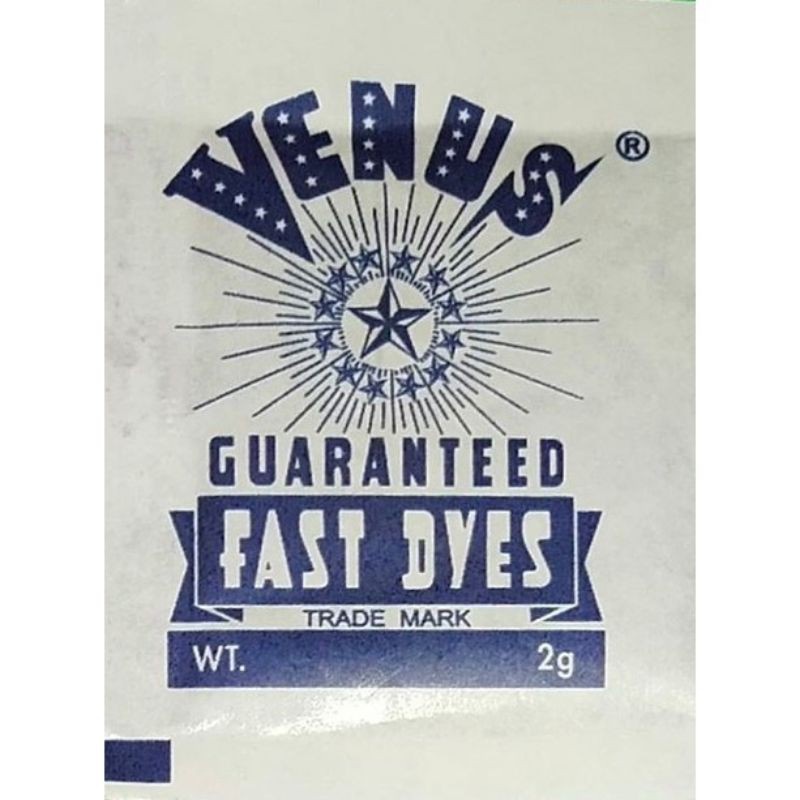 VENUS ®
GUARANTEED
FAST DYES
TRADE MARK
WT. 2g